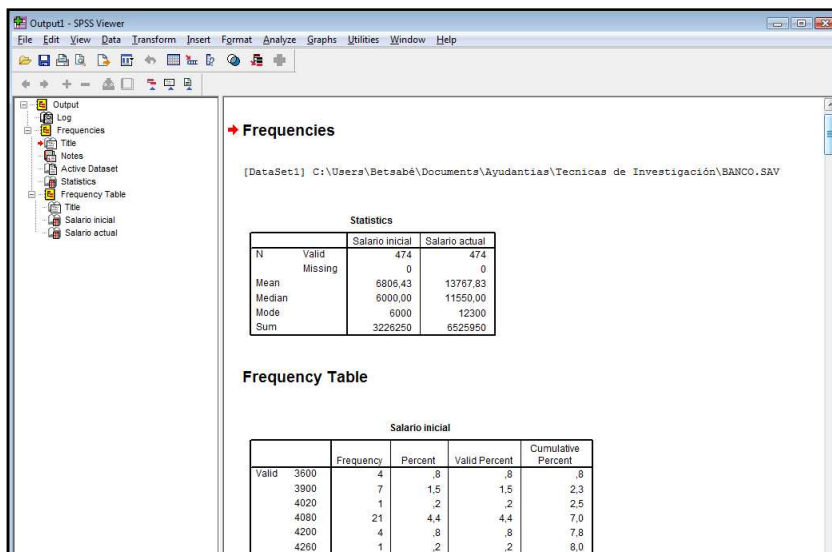 Output1 - SPSS Viewer
File Edit View Data Transform Insert Format Analyze Graphs Utilities Window Help
Output
Log
Frequencies
Title
Notes
Active Dataset
Statistics
Frequency Table
Title
Salario inicial
Salario actual
Frequencies
[DataSet1] C:\Users\Betsabé\Documents\Ayudantias\Tecnicas de Investigación\BANCO.SAV
Statistics
Salario inicial Salario actual
N Valid 474 474
Missing 0 0
Mean 6806,43 13767,83
Median 6000,00 11550,00
Mode 6000 12300
Sum 3226250 6525950
Frequency Table
Salario inicial
Frequency Percent Valid Percent Cumulative Percent
Valid 3600 4 ,8 ,8 ,8
3900 7 1,5 1,5 2,3
4020 1 ,2 ,2 2,5
4080 21 4,4 4,4 7,0
4200 4 ,8 ,8 7,8
4260 1 ,2 ,2 8,0